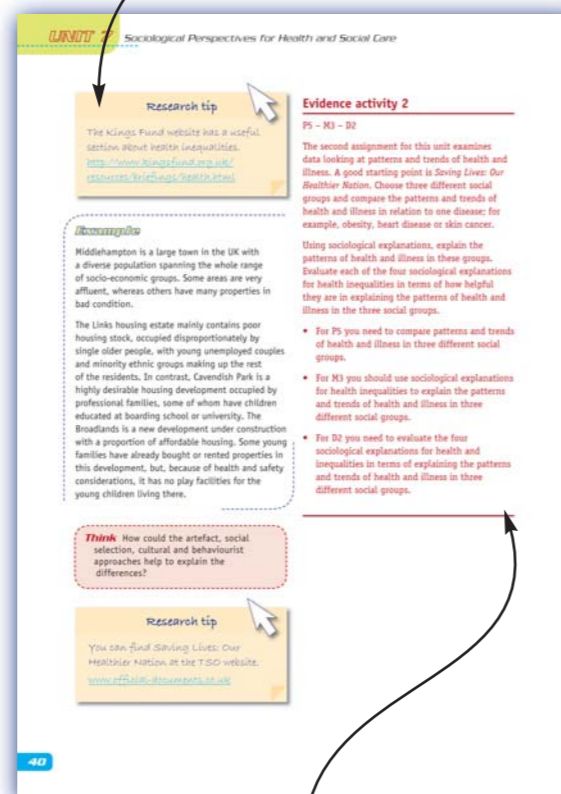 UNIT 7 Sociological Perspectives for Health and Social Care
Research tip
The Kings Fund website has a useful
section about health inequalities.
http://www.kingsfund.org.uk/
resources/briefings/health.html
Example
Middlehampton is a large town in the UK with
a diverse population spanning the whole range
of socio-economic groups. Some areas are very
affluent, whereas others have many properties in
bad condition.
The Links housing estate mainly contains poor
housing stock, occupied disproportionately by
single older people, with young unemployed couples
and minority ethnic groups making up the rest
of the residents. In contrast, Cavendish Park is a
highly desirable housing development occupied by
professional families, some of whom have children
educated at boarding school or university. The
Broadlands is a new development under construction
with a proportion of affordable housing. Some young
families have already bought or rented properties in
this development, but, because of health and safety
considerations, it has no play facilities for the
young children living there.
Think How could the artefact, social
selection, cultural and behaviourist
approaches help to explain the
differences?
Research tip
You can find Saving Lives: Our
Healthier Nation at the TSO website.
www.official-documents.co.uk
Evidence activity 2
P5 – M3 – D2
The second assignment for this unit examines
data looking at patterns and trends of health and
illness. A good starting point is Saving Lives: Our
Healthier Nation. Choose three different social
groups and compare the patterns and trends of
health and illness in relation to one disease; for
example, obesity, heart disease or skin cancer.
Using sociological explanations, explain the
patterns of health and illness in these groups.
Evaluate each of the four sociological explanations
for health inequalities in terms of how helpful
they are in explaining the patterns of health and
illness in the three social groups.
• For P5 you need to compare patterns and trends
of health and illness in three different social
groups.
• For M3 you should use sociological explanations
for health inequalities to explain the patterns
and trends of health and illness in three
different social groups.
• For D2 you need to evaluate the four
sociological explanations for health and
inequalities in terms of explaining the patterns
and trends of health and illness in three
different social groups.
40